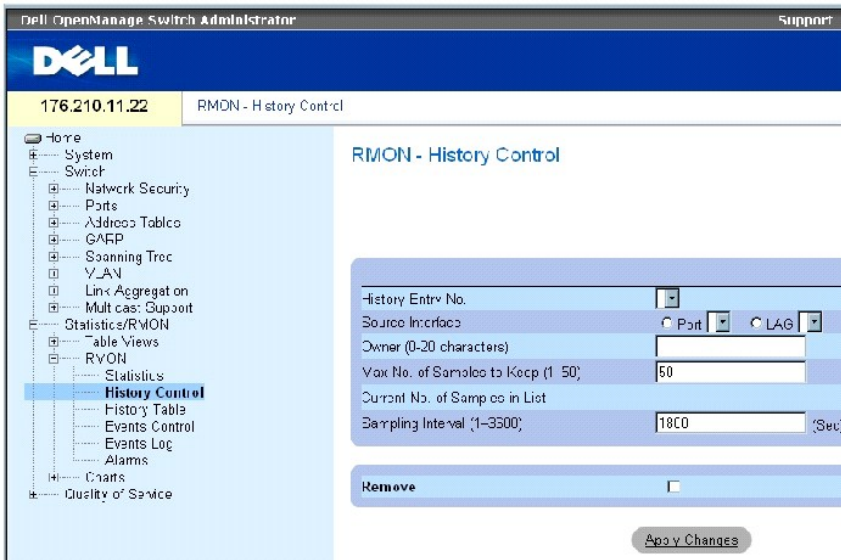 Dell OpenManage Switch Administrator
Support
DELL
176.210.11.22
RMON - History Control
Home
System
Switch
Network Security
Ports
Address Tables
GARP
Spanning Tree
VLAN
Link Aggregation
Multicast Support
Statistics/RMON
Table Views
RMON
Statistics
History Control
History Table
Events Control
Events Log
Alarms
Charts
Quality of Service
RMON - History Control
History Entry No.
Source Interface
Port
LAG
Owner (0-20 characters)
Max No. of Samples to Keep (1-50)
50
Current No. of Samples in List
Sampling Interval (1–3600)
1800
(Sec)
Remove
Apply Changes